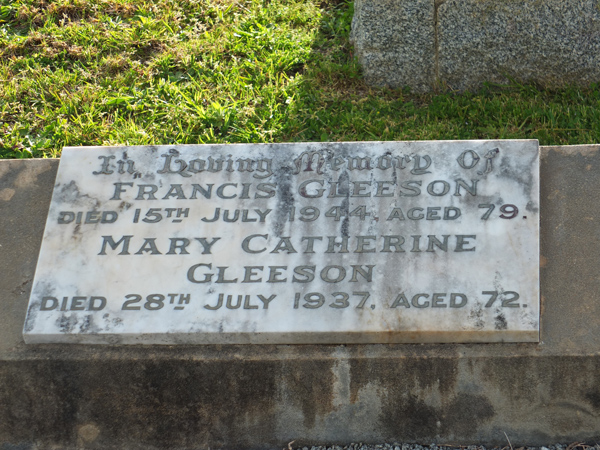 In Loving Memory Of
FRANCIS GLEESON
DIED 15TH JULY 1944. AGED 79.
MARY CATHERINE
GLEESON
DIED 28TH JULY 1937. AGED 72.